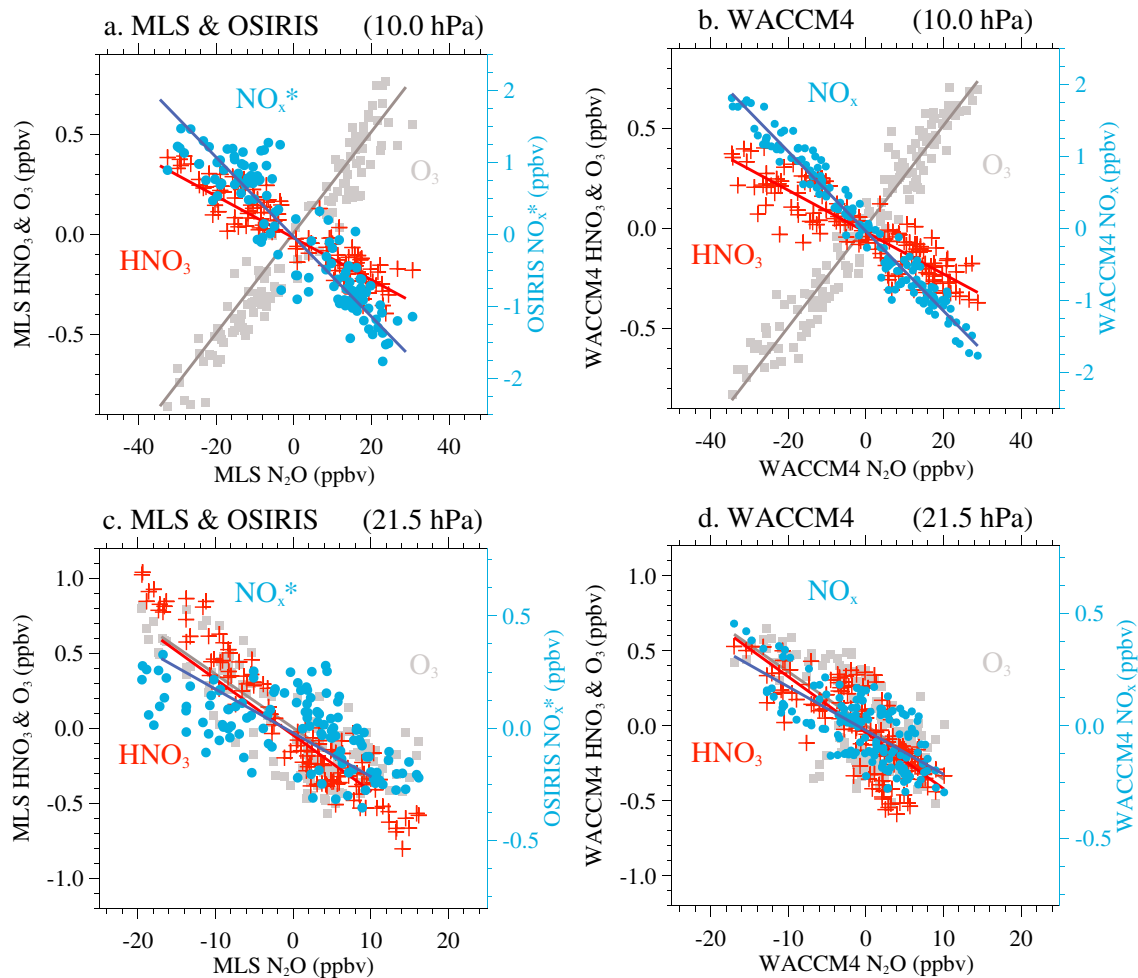 a. MLS & OSIRIS (10.0 hPa)
MLS HNO₃ & O₃ (ppbv)
0.5
0.0
-0.5
NOₓ*
O₃
HNO₃
2
1
0
-1
-2
OSIRIS NOₓ* (ppbv)
-40 -20 0 20 40
MLS N₂O (ppbv)
b. WACCM4 (10.0 hPa)
WACCM4 HNO₃ & O₃ (ppbv)
0.5
0.0
-0.5
NOₓ
O₃
HNO₃
2
1
0
-1
-2
WACCM4 NOₓ (ppbv)
-40 -20 0 20 40
WACCM4 N₂O (ppbv)
c. MLS & OSIRIS (21.5 hPa)
MLS HNO₃ & O₃ (ppbv)
1.0
0.5
0.0
-0.5
-1.0
NOₓ*
O₃
HNO₃
0.5
0.0
-0.5
OSIRIS NOₓ* (ppbv)
-20 -10 0 10 20
MLS N₂O (ppbv)
d. WACCM4 (21.5 hPa)
WACCM4 HNO₃ & O₃ (ppbv)
1.0
0.5
0.0
-0.5
-1.0
NOₓ
O₃
HNO₃
0.5
0.0
-0.5
WACCM4 NOₓ (ppbv)
-20 -10 0 10 20
WACCM4 N₂O (ppbv)